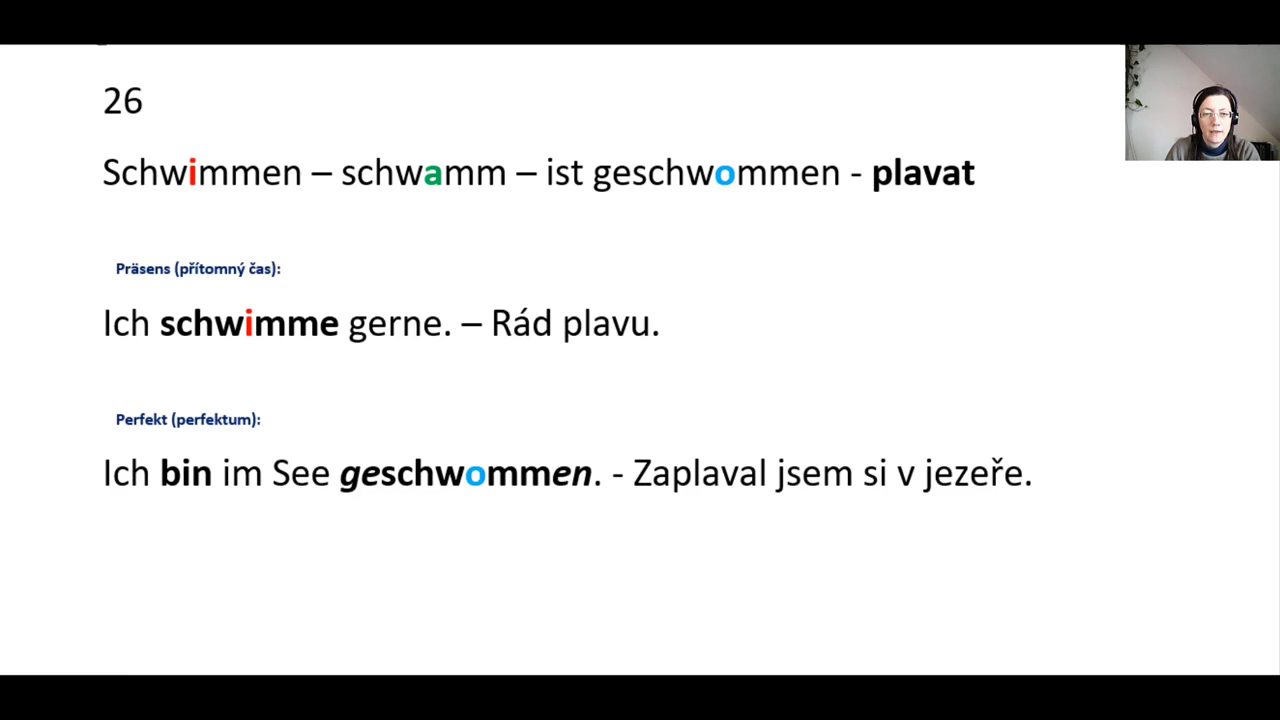 26
Schwimmen – schwamm – ist geschwommen - plavat
Präsens (přítomný čas):
Ich schwimme gerne. – Rád plavu.
Perfekt (perfektum):
Ich bin im See geschwommen. - Zaplaval jsem si v jezeře.